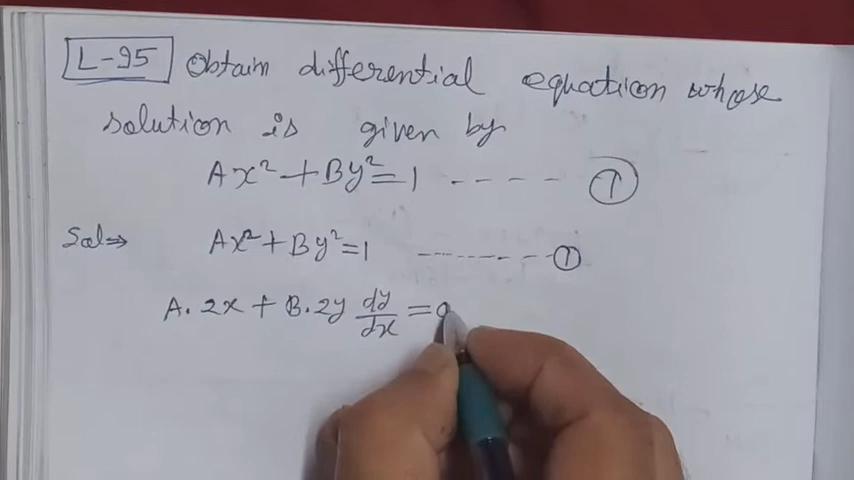 L-95 Obtain differential equation whose
solution is given by
Ax²+By²=1 ---- ①
Sol⇒ Ax²+By²=1 -------- ①
A.2x + B.2y dy/dx = 0